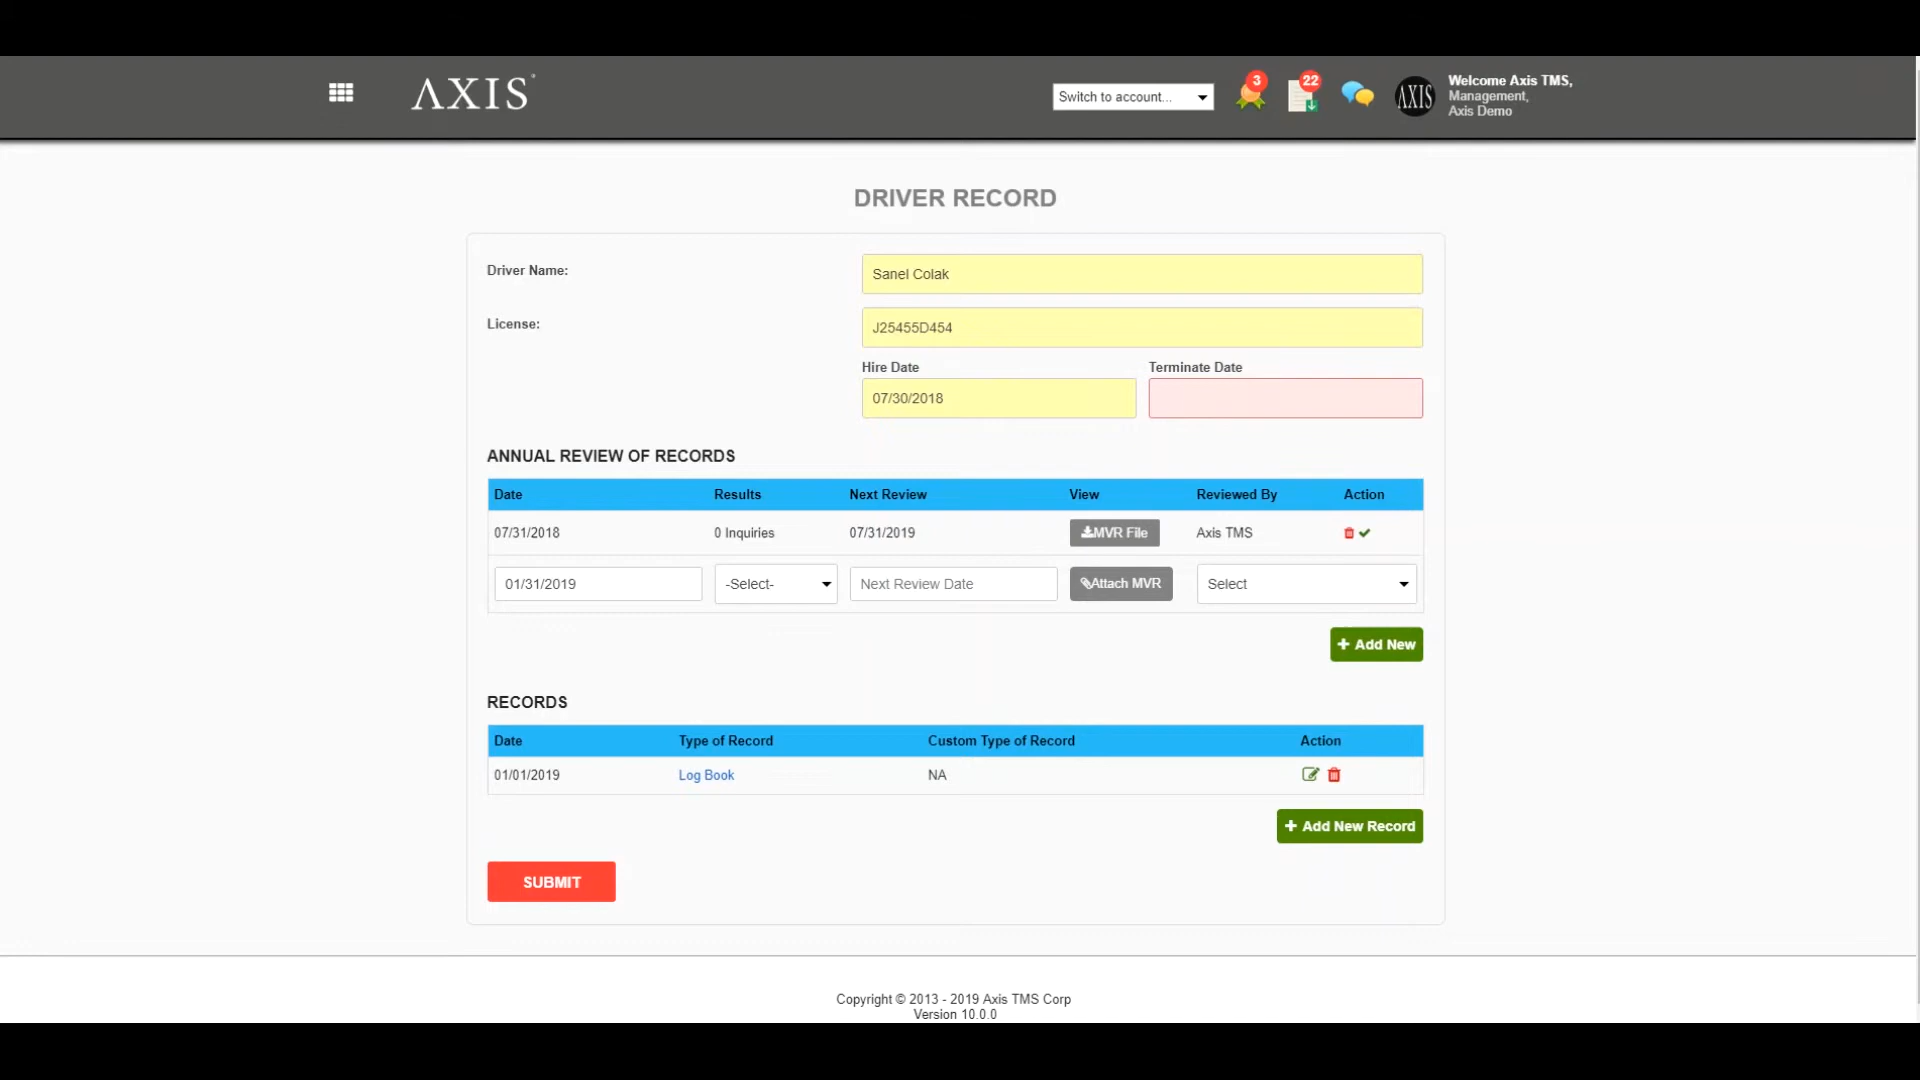 AXIS
Switch to account...
3
22
AXIS
Welcome Axis TMS,
Management,
Axis Demo
DRIVER RECORD
Driver Name:
Sanel Colak
License:
J25455D454
Hire Date
Terminate Date
07/30/2018
ANNUAL REVIEW OF RECORDS
Date Results Next Review View Reviewed By Action
07/31/2018 0 Inquiries 07/31/2019 MVR File Axis TMS
01/31/2019 -Select- Next Review Date Attach MVR Select
+ Add New
RECORDS
Date Type of Record Custom Type of Record Action
01/01/2019 Log Book NA
+ Add New Record
SUBMIT
Copyright © 2013 - 2019 Axis TMS Corp
Version 10.0.0